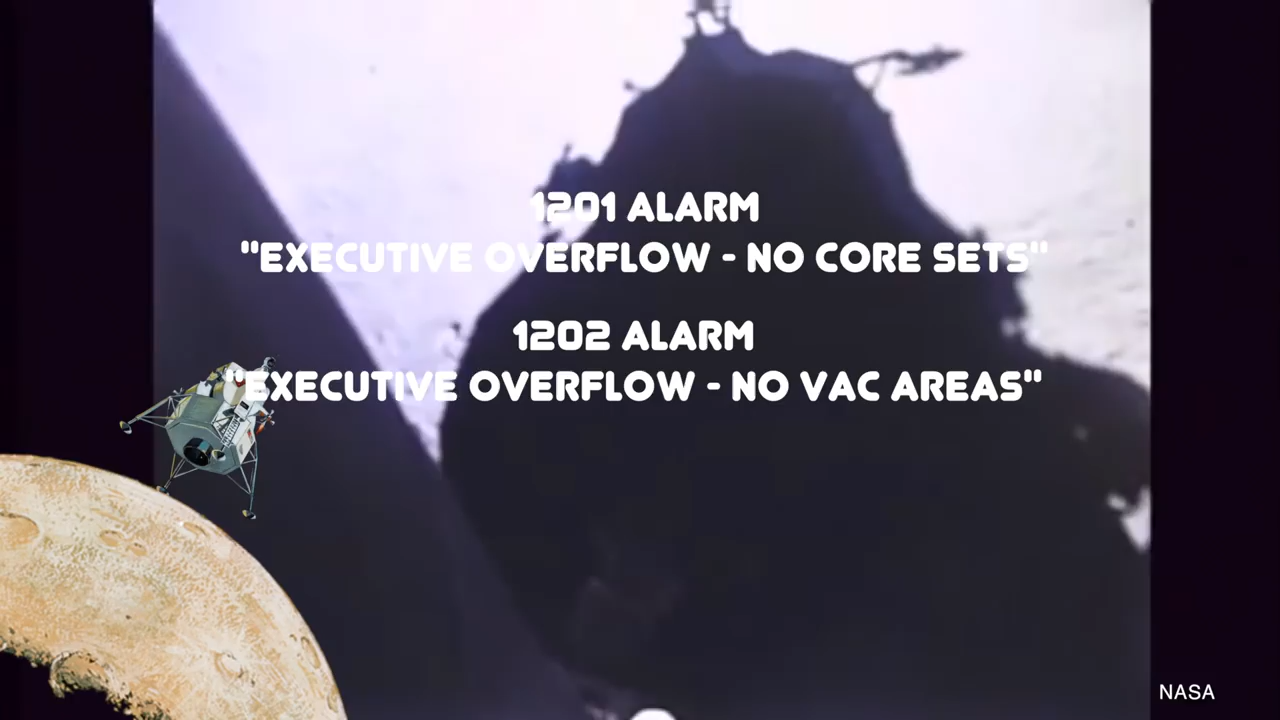 1201 ALARM
"EXECUTIVE OVERFLOW - NO CORE SETS"
1202 ALARM
"EXECUTIVE OVERFLOW - NO VAC AREAS"
NASA